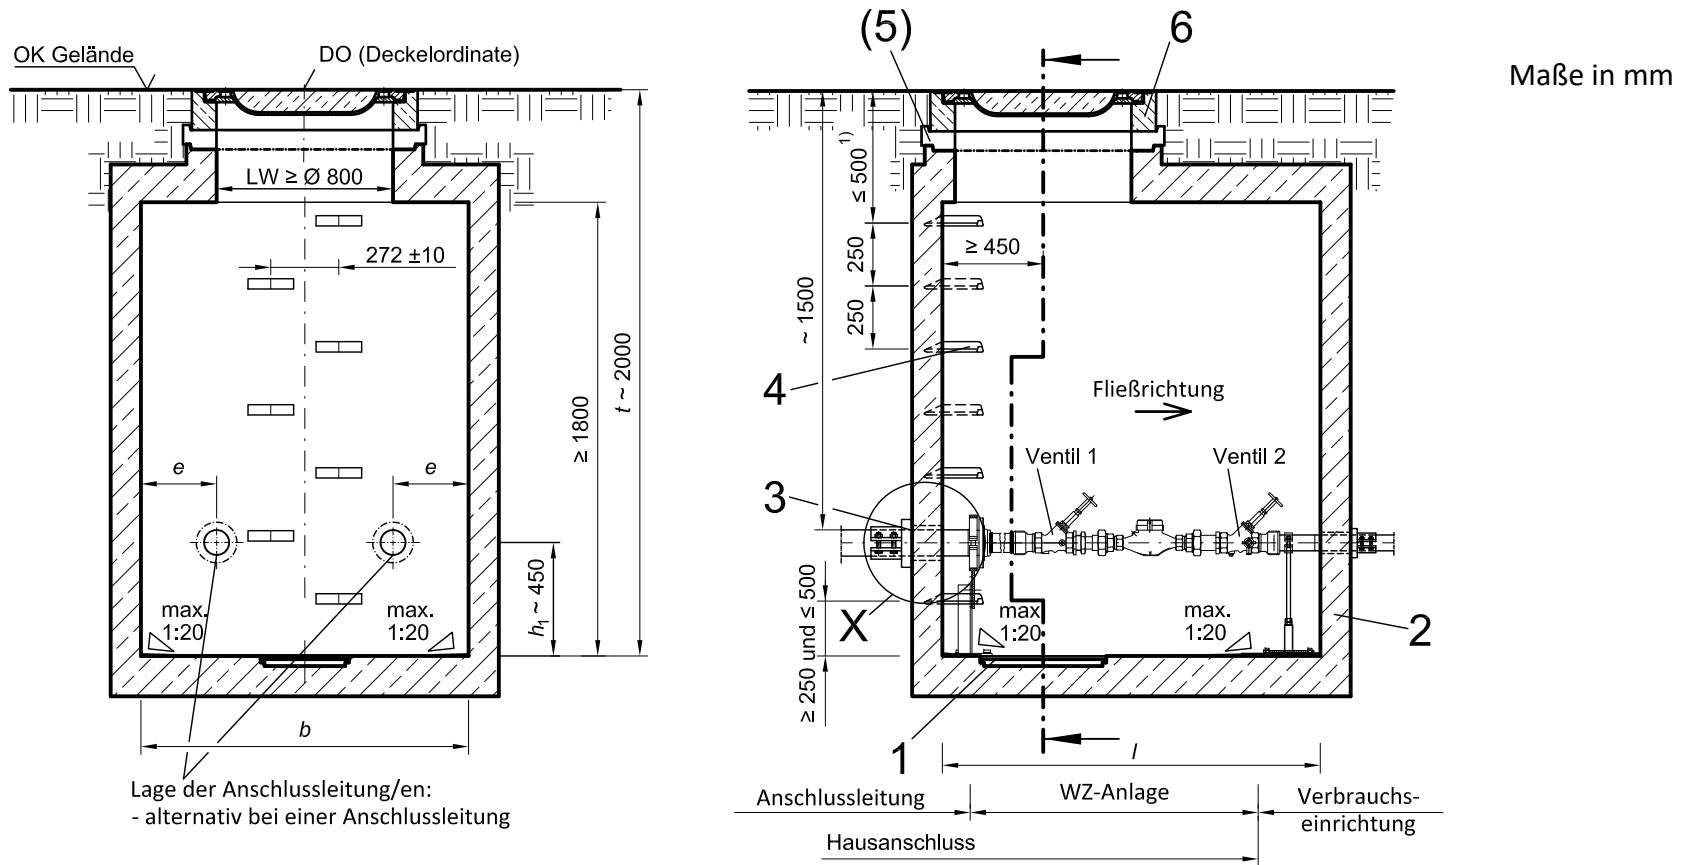 OK Gelände
DO (Deckelordinate)
LW ≥ Ø 800
272 ±10
≥ 1800
t ~ 2000
e
e
h1 ~ 450
max.
1:20
max.
1:20
b
Lage der Anschlussleitung/en:
- alternativ bei einer Anschlussleitung
(5)
6
Maße in mm
≤ 500 1)
≥ 450
250
250
~ 1500
4
Fließrichtung
Ventil 1
Ventil 2
3
X
≥ 250 und ≤ 500
max.
1:20
max.
1:20
2
1
l
Anschlussleitung
WZ-Anlage
Verbrauchs-
einrichtung
Hausanschluss